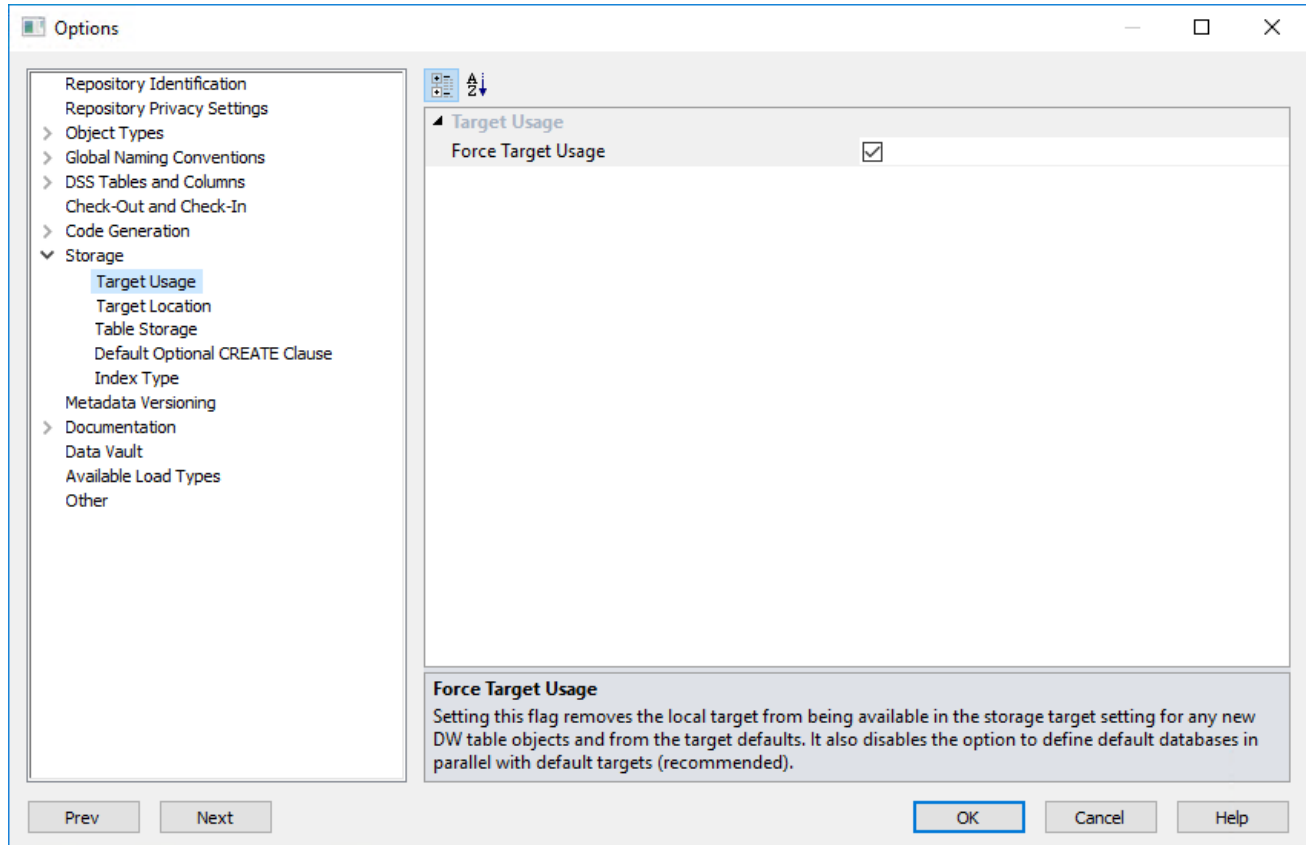 Options
Repository Identification
Repository Privacy Settings
Object Types
Global Naming Conventions
DSS Tables and Columns
Check-Out and Check-In
Code Generation
Storage
Target Usage
Target Location
Table Storage
Default Optional CREATE Clause
Index Type
Metadata Versioning
Documentation
Data Vault
Available Load Types
Other
Target Usage
Force Target Usage
Force Target Usage
Setting this flag removes the local target from being available in the storage target setting for any new
DW table objects and from the target defaults. It also disables the option to define default databases in
parallel with default targets (recommended).
Prev
Next
OK
Cancel
Help